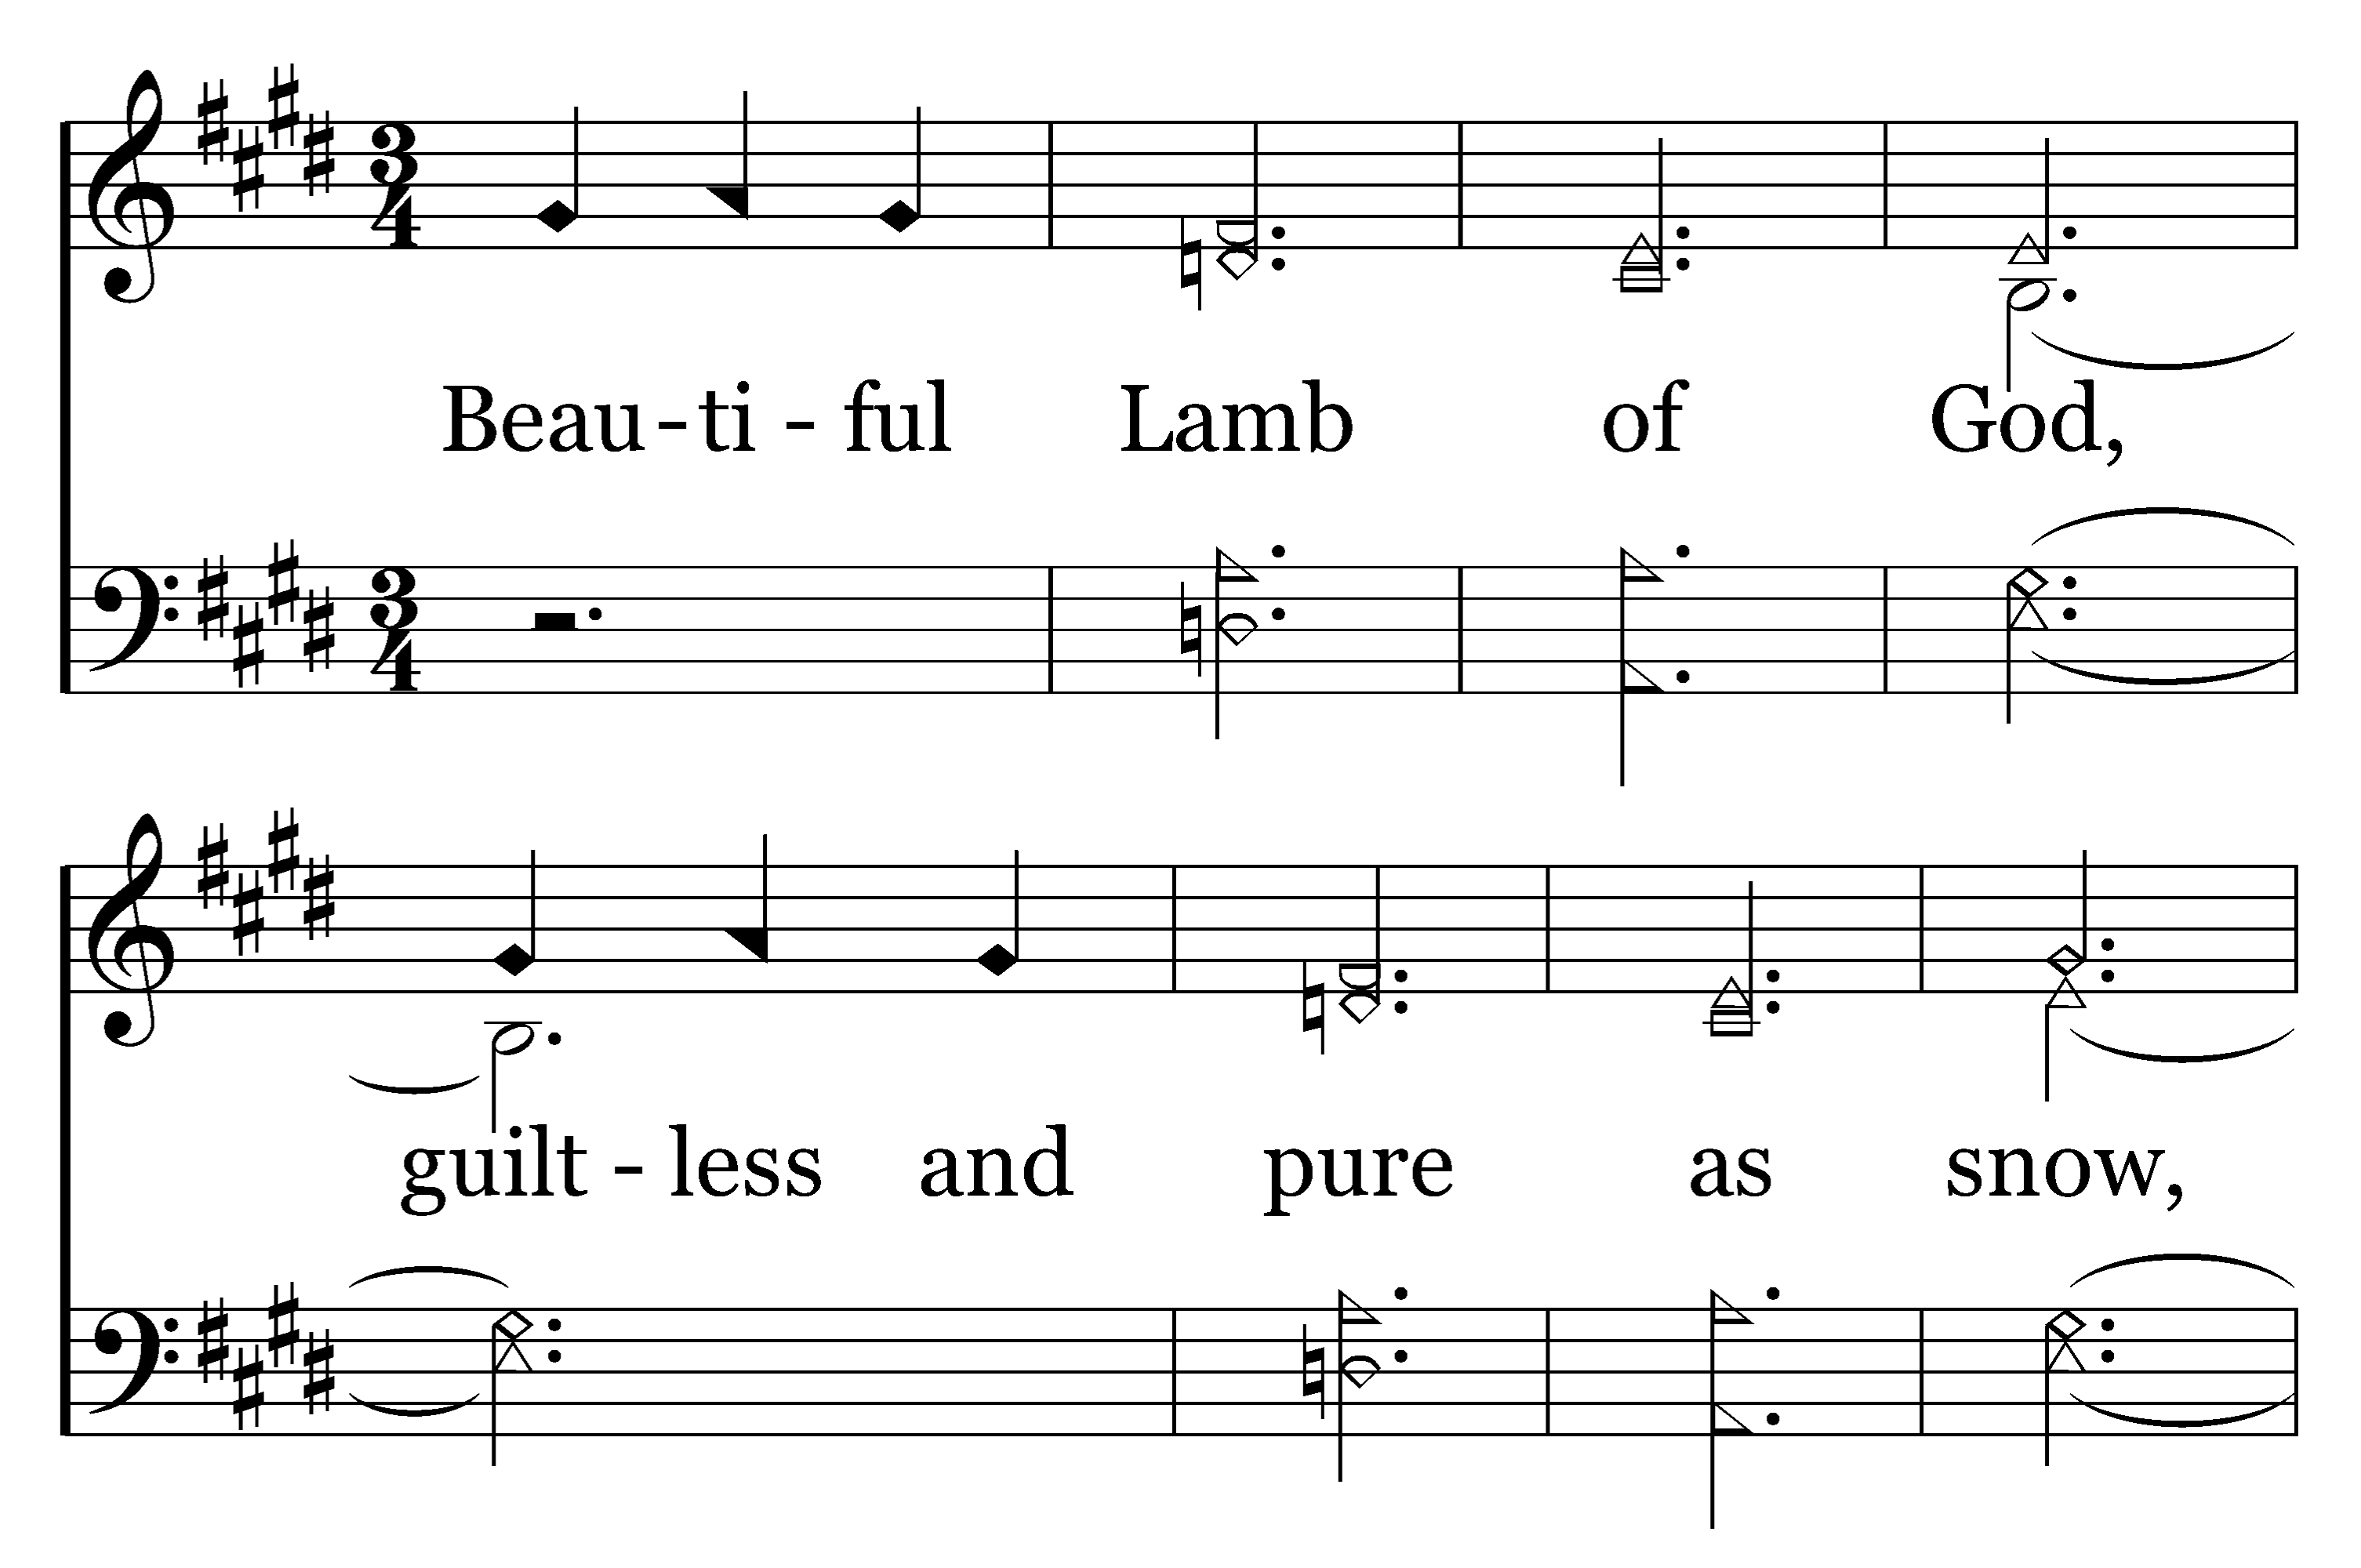 Beau - ti - ful Lamb of God,
guilt - less and pure as snow,